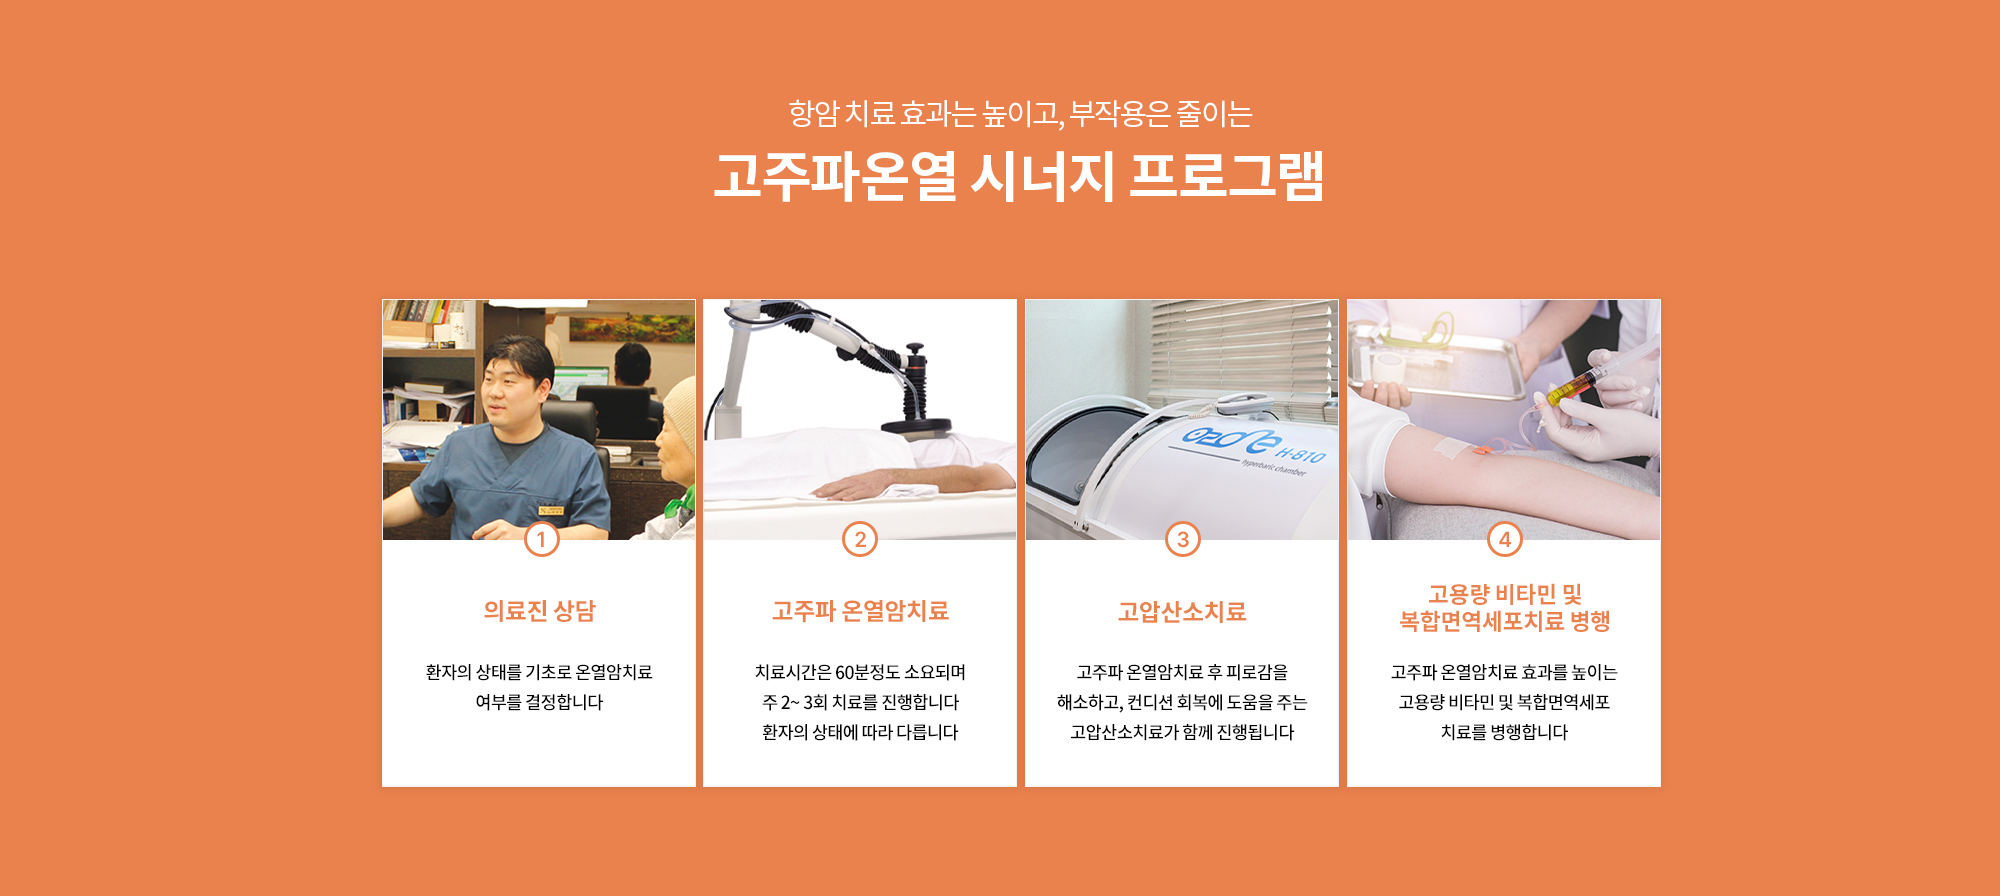 항암 치료 효과는 높이고, 부작용은 줄이는
고주파온열 시너지 프로그램
1
의료진 상담
환자의 상태를 기초로 온열암치료
여부를 결정합니다
2
고주파 온열암치료
치료시간은 60분정도 소요되며
주 2~ 3회 치료를 진행합니다
환자의 상태에 따라 다릅니다
ozone H-810
hyperbaric chamber
3
고압산소치료
고주파 온열암치료 후 피로감을
해소하고, 컨디션 회복에 도움을 주는
고압산소치료가 함께 진행됩니다
4
고용량 비타민 및
복합면역세포치료 병행
고주파 온열암치료 효과를 높이는
고용량 비타민 및 복합면역세포
치료를 병행합니다